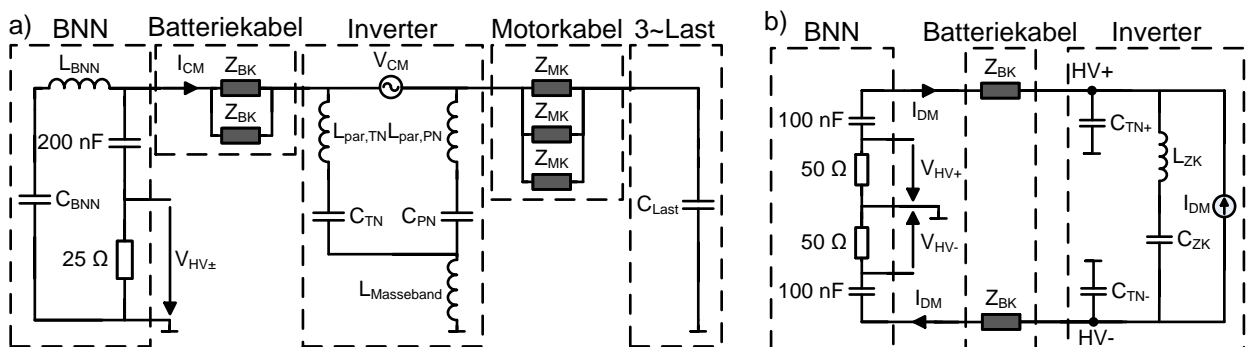 a) BNN Batteriekabel Inverter Motorkabel 3~Last
L_BNN I_CM Z_BK V_CM Z_MK
Z_BK
200 nF L_par,TN L_par,PN Z_MK
Z_MK
C_BNN C_TN C_PN C_Last
25 Ω V_HV±
L_Masseband
b) BNN Batteriekabel Inverter
Z_BK HV+
I_DM
100 nF C_TN+
50 Ω V_HV+ L_ZK
I_DM
50 Ω V_HV- C_ZK
100 nF I_DM Z_BK C_TN-
HV-